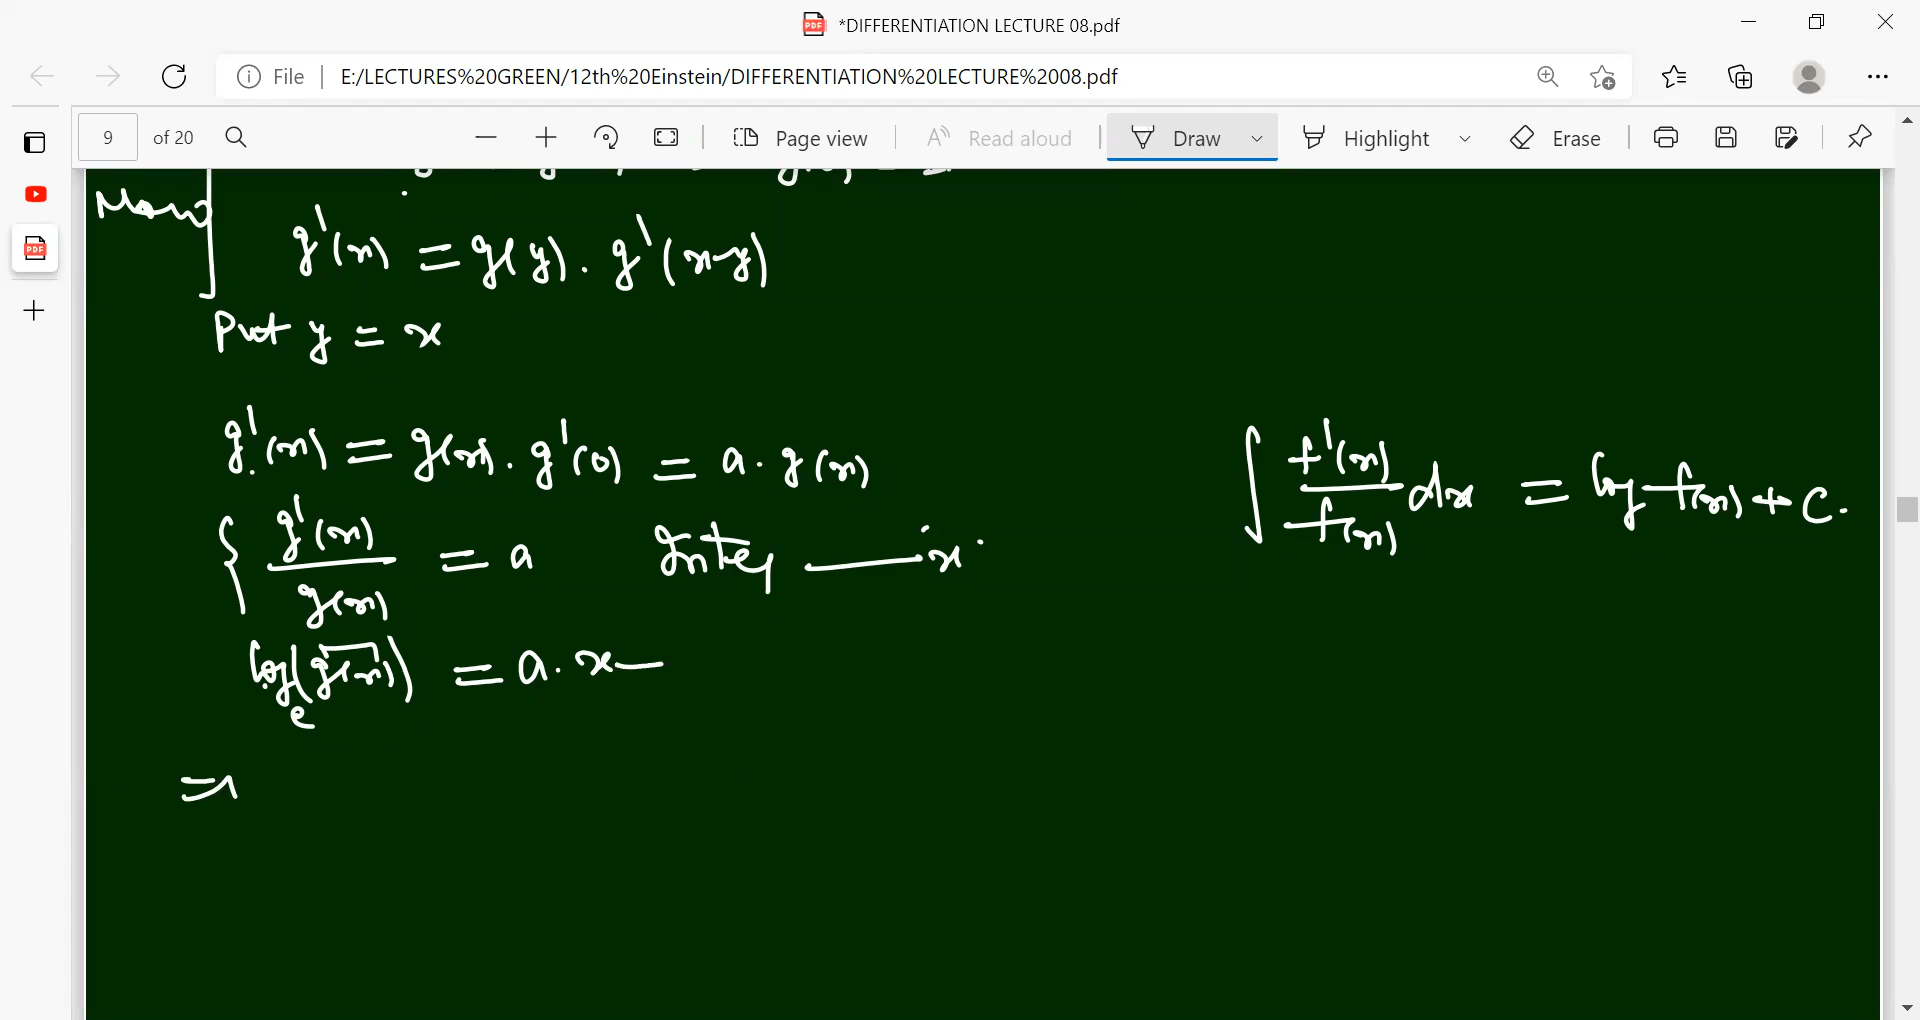 *DIFFERENTIATION LECTURE 08.pdf
File E:/LECTURES%20GREEN/12th%20Einstein/DIFFERENTIATION%20LECTURE%2008.pdf
9 of 20 Page view Read aloud Draw Highlight Erase
g'(x) = g(y). g'(x-y)
Put y = x
g'(x) = g(x). g'(0) = a. g(x)
∫ f'(x)/f(x) dx = log f(x) + C.
{ g'(x)/g(x) = a Integ — x.
log_e(g(x)) = a. x
=